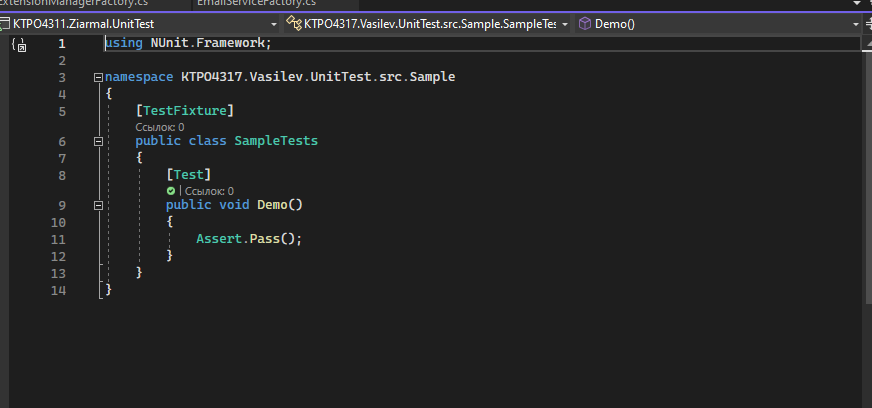 ExtensionManagerFactory.cs EmailServiceFactory.cs
KTPO4311.Ziarmal.UnitTest KTPO4317.Vasilev.UnitTest.src.Sample.SampleTes Demo()
1 using NUnit.Framework;
2
3 namespace KTPO4317.Vasilev.UnitTest.src.Sample
4 {
5 [TestFixture]
Ссылок: 0
6 public class SampleTests
7 {
8 [Test]
| Ссылок: 0
9 public void Demo()
10 {
11 Assert.Pass();
12 }
13 }
14 }